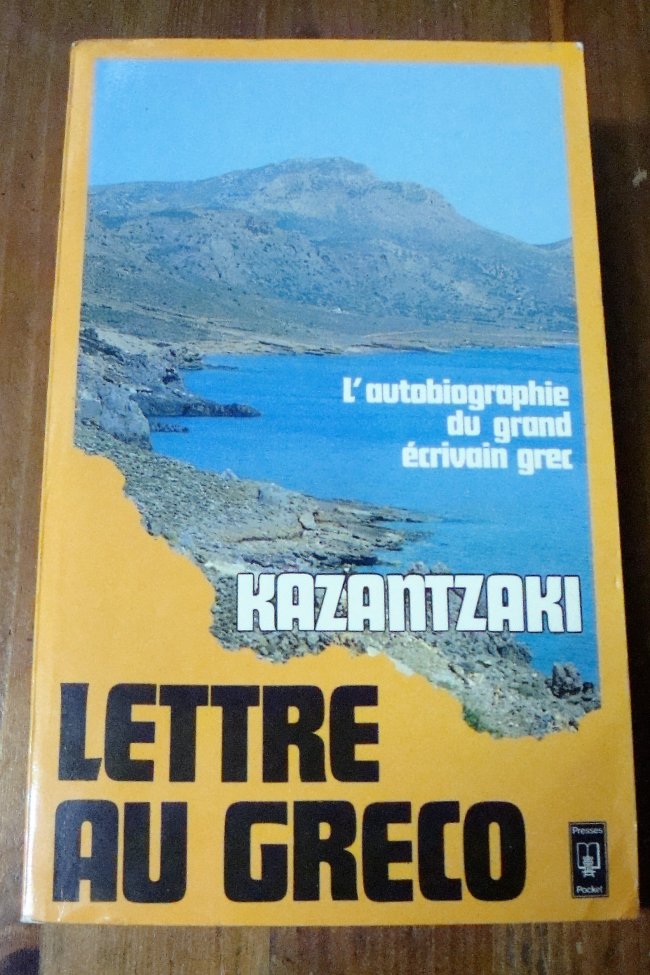 L'autobiographie
du grand
écrivain grec
KAZANTZAKI
LETTRE
AU GRECO
Presses
Pocket